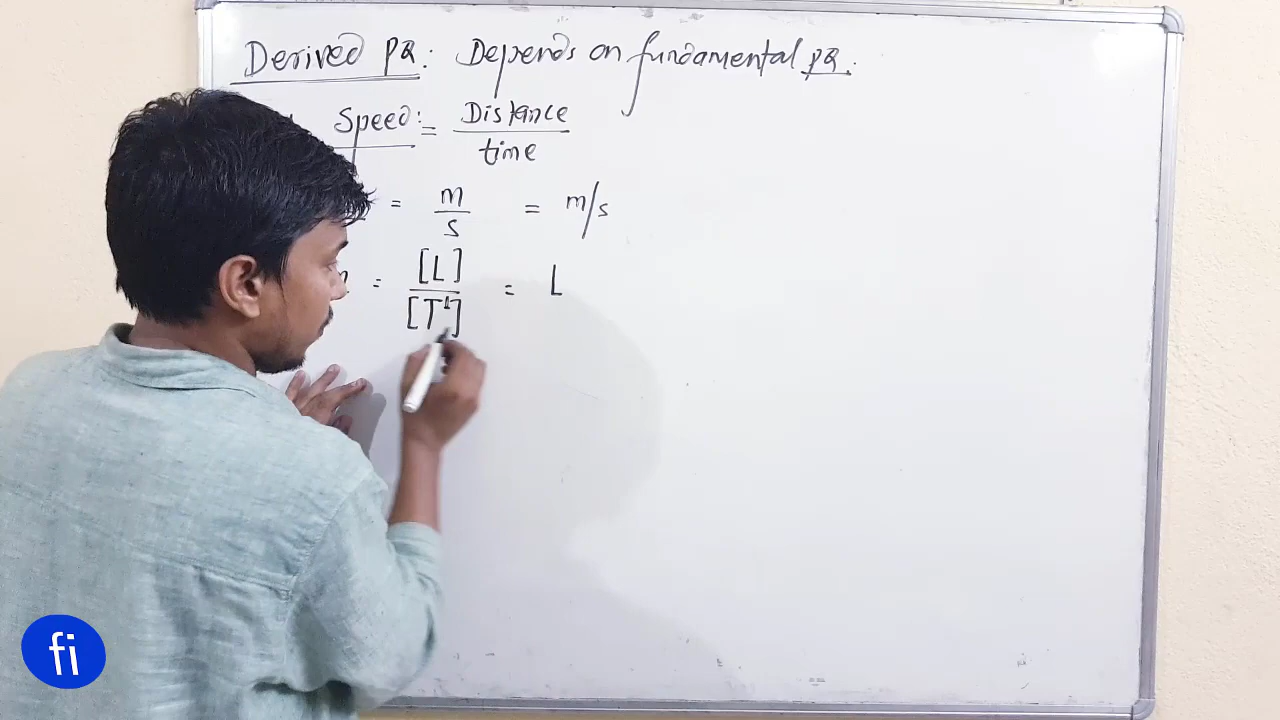 Derived PQ: Depends on fundamental PQ.
Speed: = Distance / time
= m / s = m/s
= [L] / [T¹] = L
fi